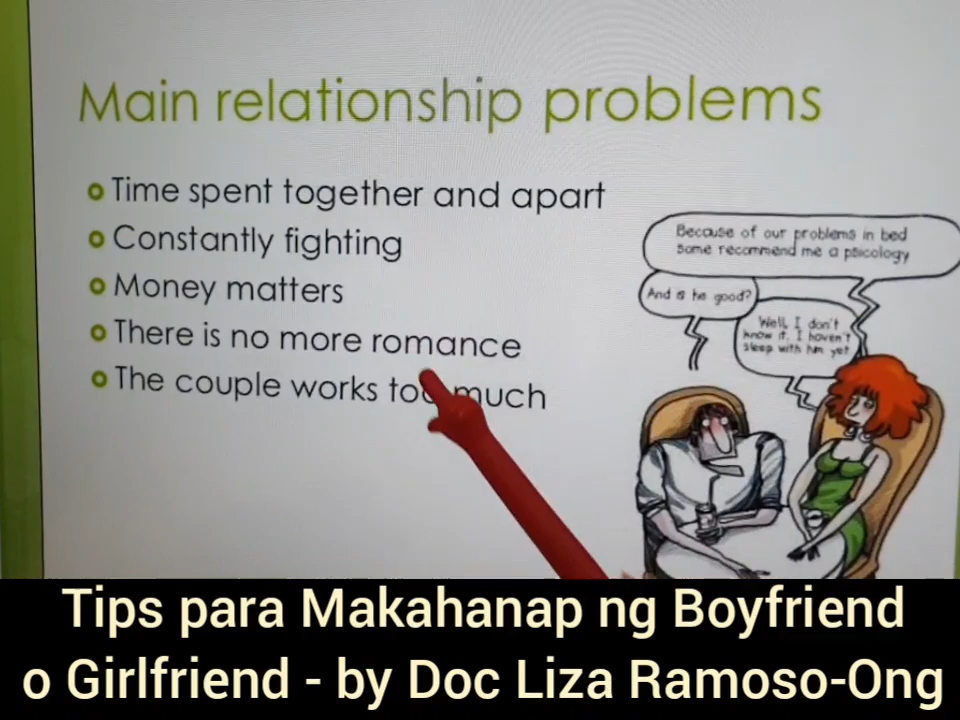 Main relationship problems
Time spent together and apart
Constantly fighting
Money matters
There is no more romance
The couple works too much
Because of our problems in bed
some recommend me a psicology
And is he good?
Well, I don't
know it, I haven't
sleep with him yet
Tips para Makahanap ng Boyfriend
o Girlfriend - by Doc Liza Ramoso-Ong